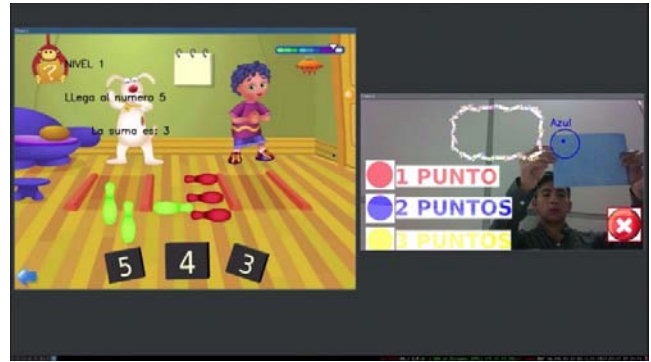 NIVEL 1
LLega al numero 5
La suma es: 3
5 4 3
Azul
1 PUNTO
2 PUNTOS
3 PUNTOS